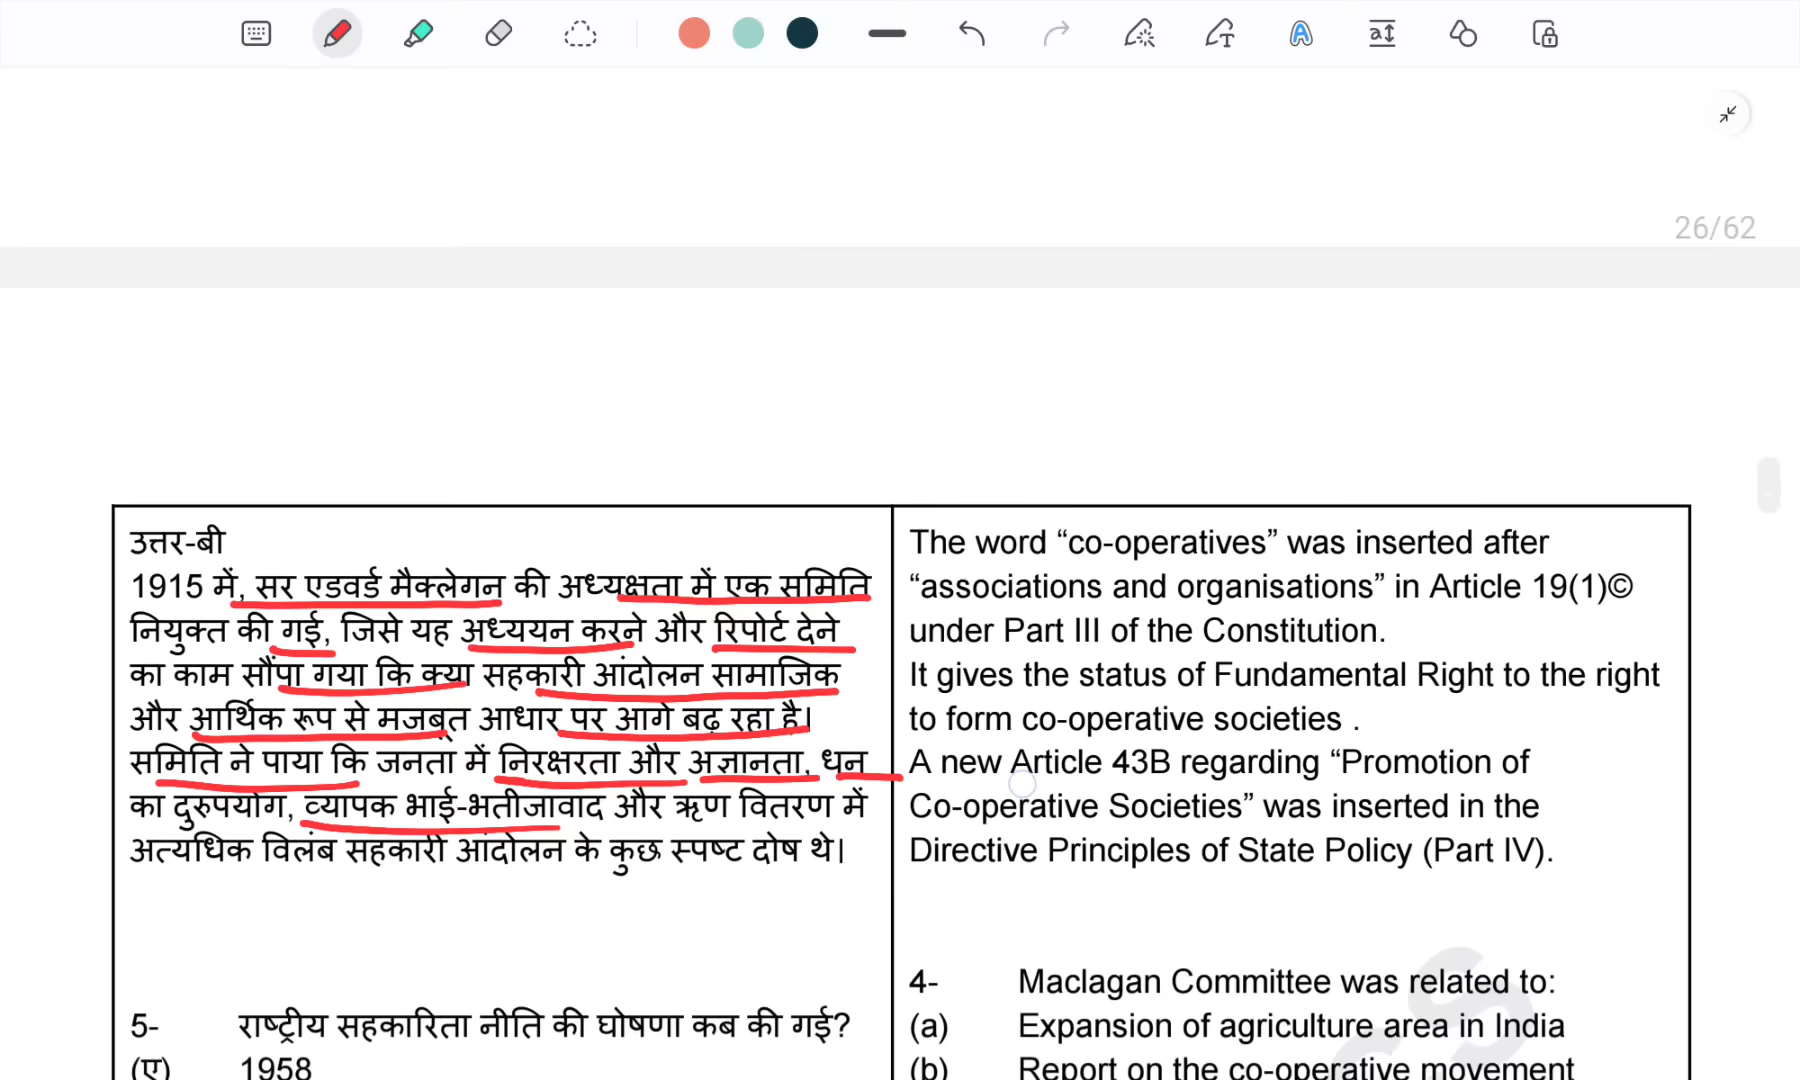 26/62
उत्तर-बी
1915 में, सर एडवर्ड मैक्लेगन की अध्यक्षता में एक समिति
नियुक्त की गई, जिसे यह अध्ययन करने और रिपोर्ट देने
का काम सौंपा गया कि क्या सहकारी आंदोलन सामाजिक
और आर्थिक रूप से मजबूत आधार पर आगे बढ़ रहा है।
समिति ने पाया कि जनता में निरक्षरता और अज्ञानता, धन
का दुरुपयोग, व्यापक भाई-भतीजावाद और ऋण वितरण में
अत्यधिक विलंब सहकारी आंदोलन के कुछ स्पष्ट दोष थे।
5- राष्ट्रीय सहकारिता नीति की घोषणा कब की गई?
(ए) 1958
The word “co-operatives” was inserted after
“associations and organisations” in Article 19(1)©
under Part III of the Constitution.
It gives the status of Fundamental Right to the right
to form co-operative societies .
A new Article 43B regarding “Promotion of
Co-operative Societies” was inserted in the
Directive Principles of State Policy (Part IV).
4- Maclagan Committee was related to:
(a) Expansion of agriculture area in India
(b) Report on the co-operative movement